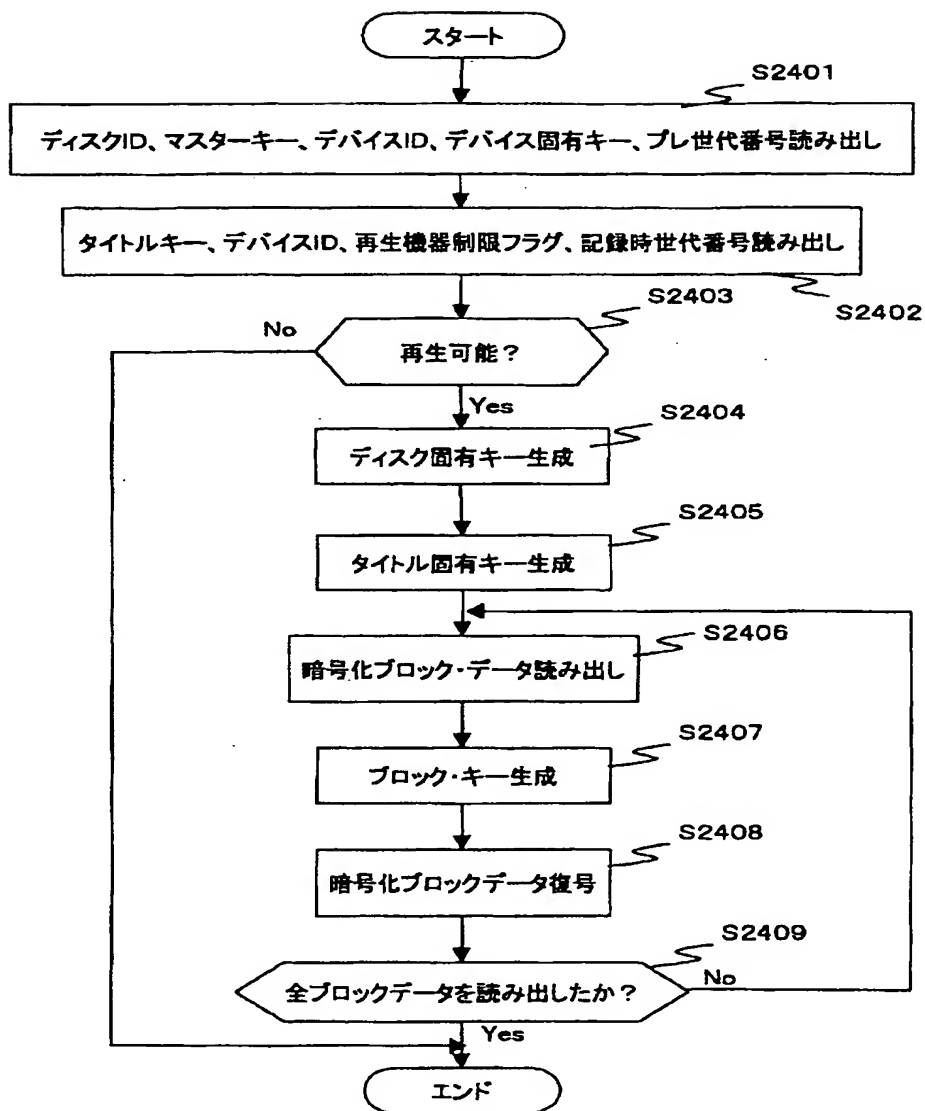 スタート
S2401
ディスクID、マスターキー、デバイスID、デバイス固有キー、プレ世代番号読み出し
タイトルキー、デバイスID、再生機器制限フラグ、記録時世代番号読み出し
S2402
S2403
No
再生可能？
Yes
S2404
ディスク固有キー生成
S2405
タイトル固有キー生成
S2406
暗号化ブロック・データ読み出し
S2407
ブロック・キー生成
S2408
暗号化ブロックデータ復号
S2409
全ブロックデータを読み出したか？
No
Yes
エンド